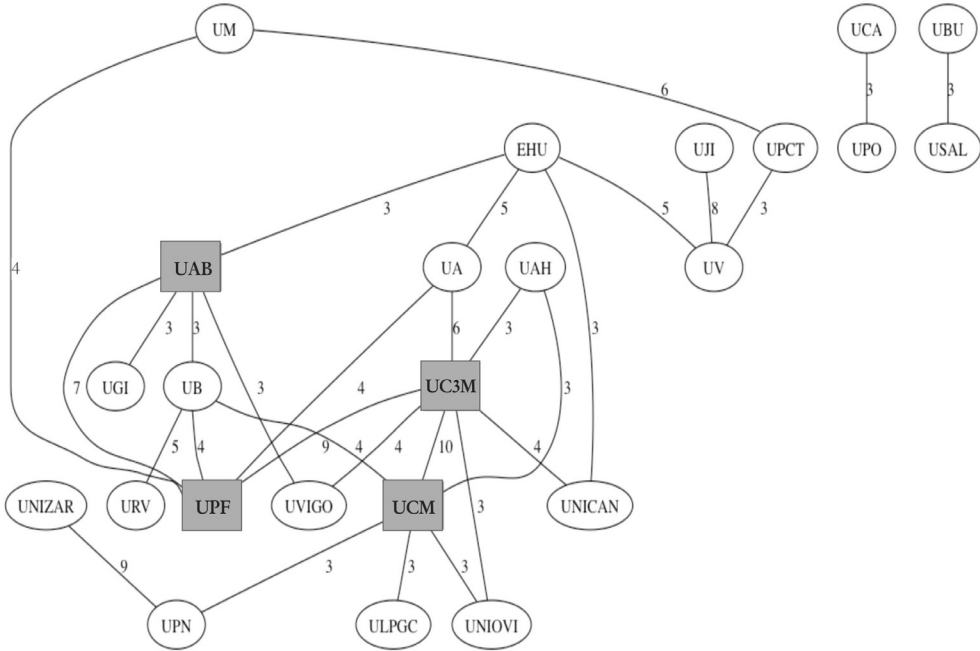 UM
UCA
UBU
6
3
3
EHU
UJI
UPCT
UPO
USAL
3
5
5
8
3
4
UAB
UA
UAH
UV
3
3
6
3
3
UGI
UB
UC3M
7
3
4
3
5
4
9
4
4
10
4
UNIZAR
URV
UPF
UVIGO
UCM
UNICAN
3
9
3
3
3
UPN
ULPGC
UNIOVI